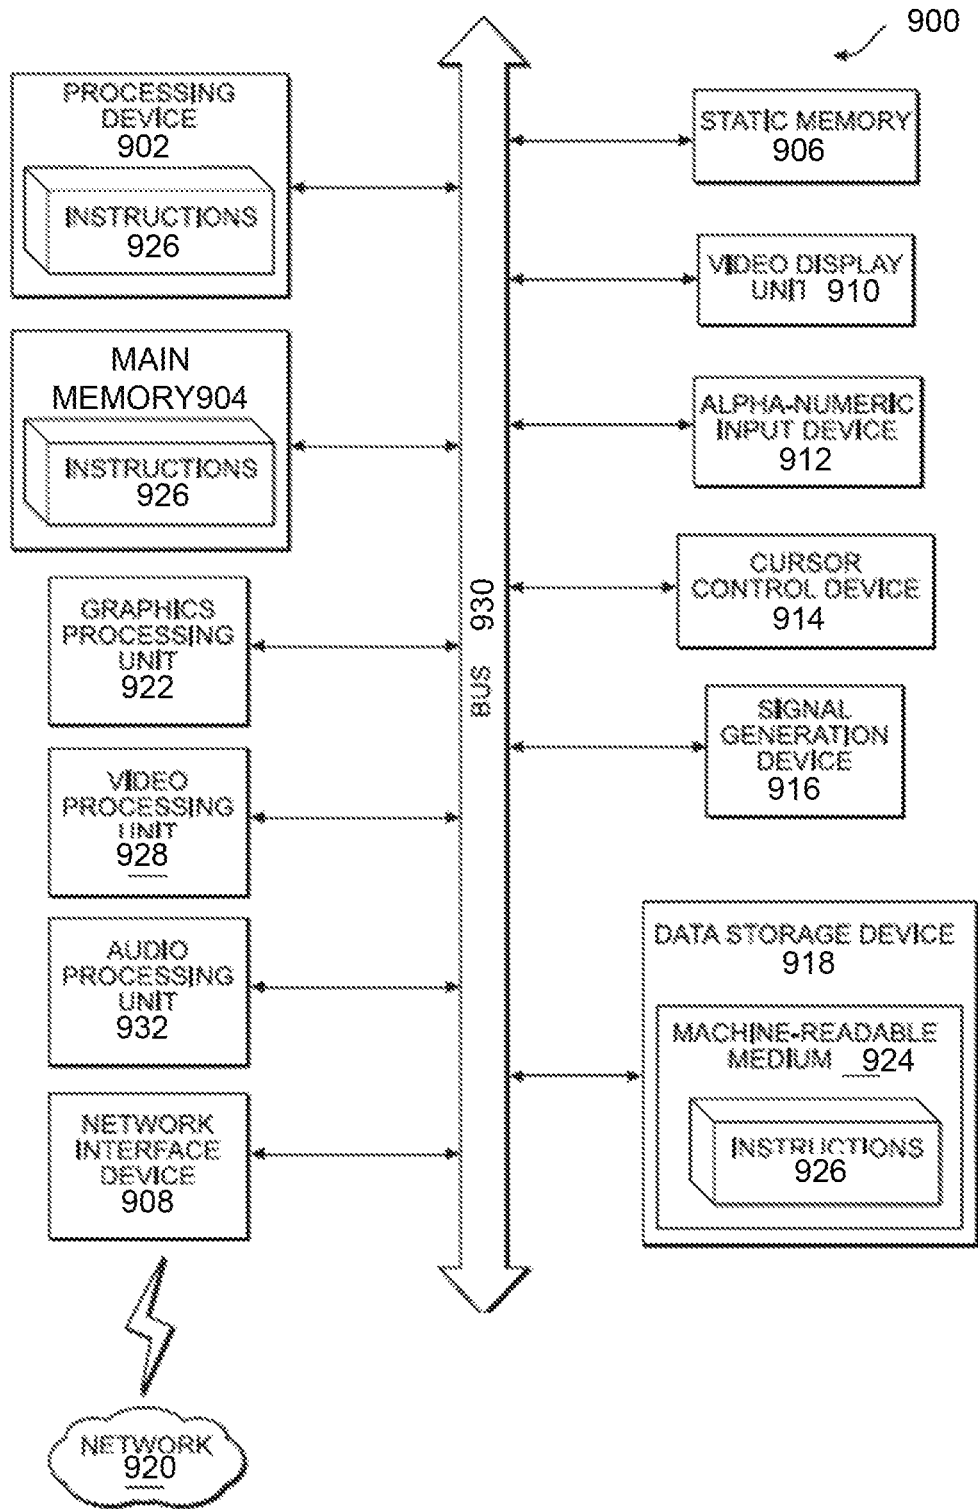 900
PROCESSING
DEVICE
902
INSTRUCTIONS
926
MAIN
MEMORY904
INSTRUCTIONS
926
GRAPHICS
PROCESSING
UNIT
922
VIDEO
PROCESSING
UNIT
928
AUDIO
PROCESSING
UNIT
932
NETWORK
INTERFACE
DEVICE
908
NETWORK
920
BUS 930
STATIC MEMORY
906
VIDEO DISPLAY
UNIT 910
ALPHA-NUMERIC
INPUT DEVICE
912
CURSOR
CONTROL DEVICE
914
SIGNAL
GENERATION
DEVICE
916
DATA STORAGE DEVICE
918
MACHINE-READABLE
MEDIUM 924
INSTRUCTIONS
926